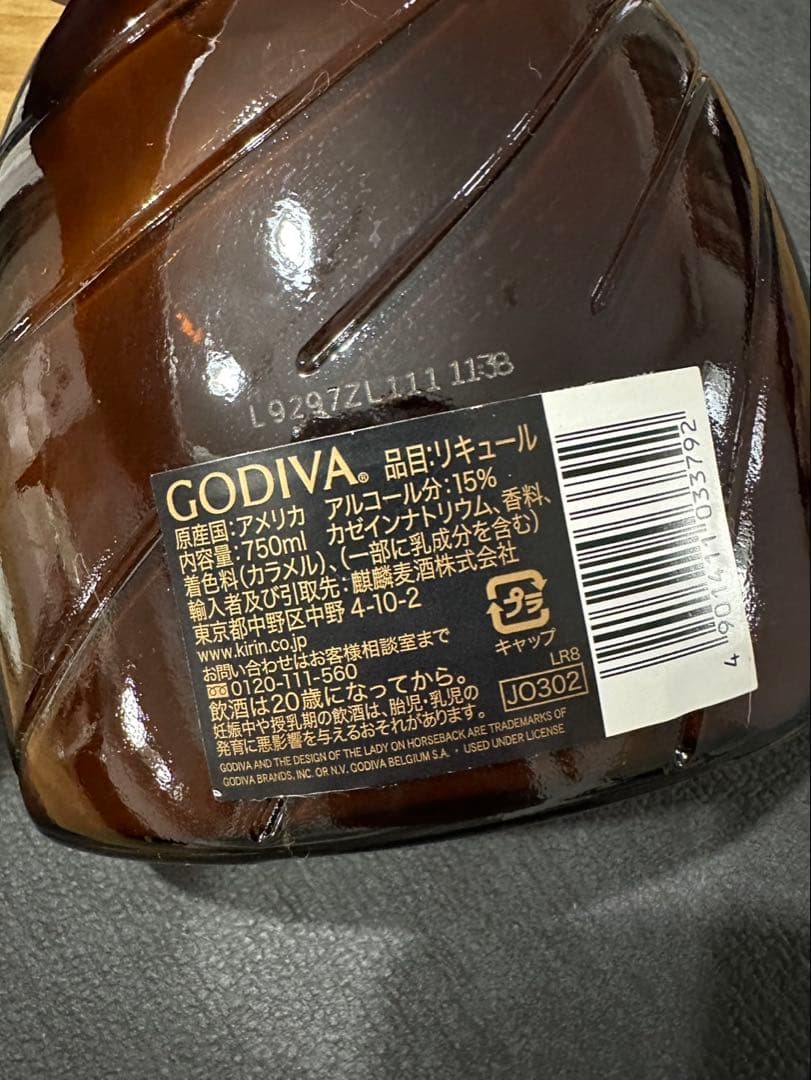 L9297ZL111 1138
GODIVA® 品目:リキュール
原産国:アメリカ アルコール分:15%
内容量:750ml カゼインナトリウム、香料、
着色料(カラメル)、(一部に乳成分を含む)
輸入者及び引取先:麒麟麦酒株式会社
東京都中野区中野 4-10-2
www.kirin.co.jp
お問い合わせはお客様相談室まで
0120-111-560
飲酒は20歳になってから。
妊娠中や授乳期の飲酒は、胎児・乳児の
発育に悪影響を与えるおそれがあります。
GODIVA AND THE DESIGN OF THE LADY ON HORSEBACK ARE TRADEMARKS OF
GODIVA BRANDS, INC. OR N.V. GODIVA BELGIUM S.A. · USED UNDER LICENSE
プラ
キャップ
LR8
JO302
4 901411 033792